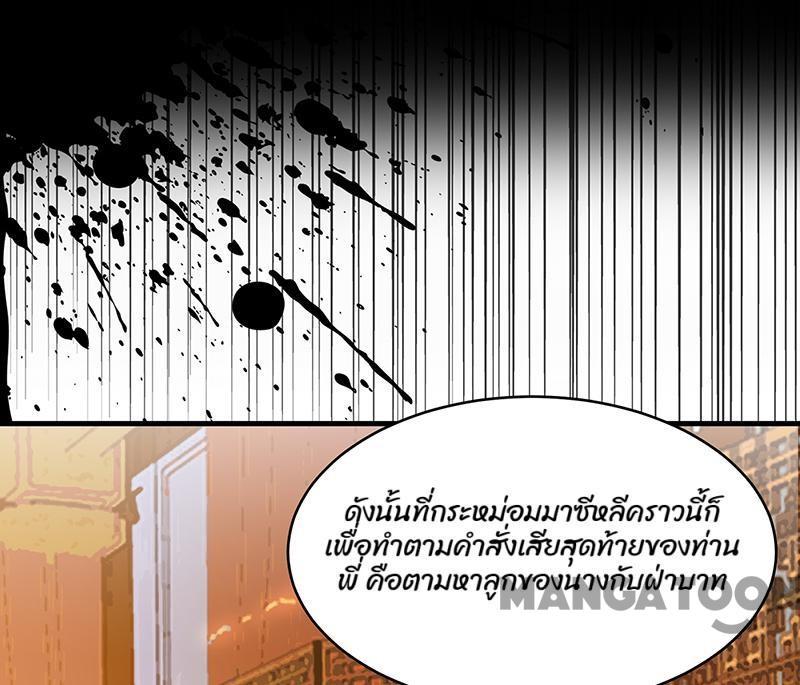 ดังนั้นที่กระหม่อมมาซีหลีคราวนี้ก็
เพื่อทำตามคำสั่งเสียสุดท้ายของท่าน
พี่ คือตามหาลูกของนางกับฝ่าบาท
MANGATOON